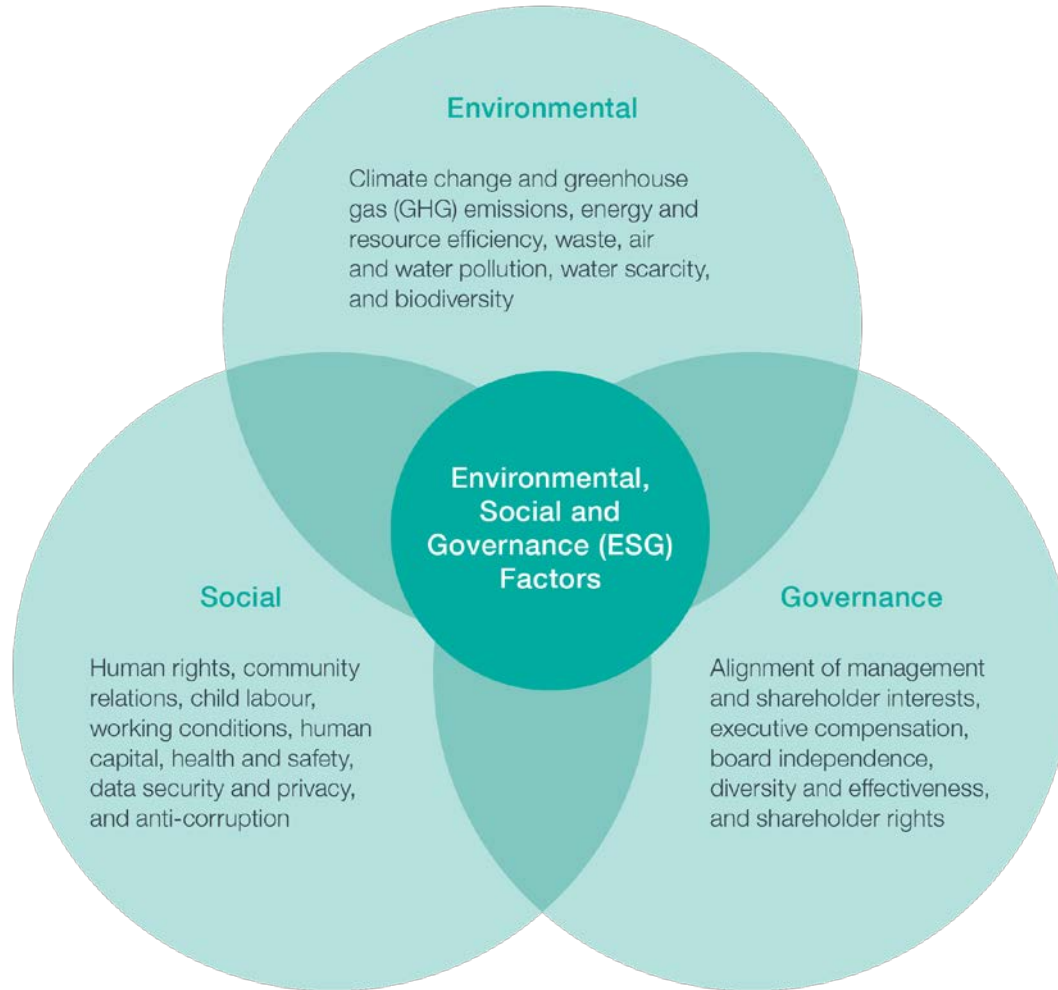 Environmental
Climate change and greenhouse
gas (GHG) emissions, energy and
resource efficiency, waste, air
and water pollution, water scarcity,
and biodiversity
Environmental,
Social and
Governance (ESG)
Factors
Social
Human rights, community
relations, child labour,
working conditions, human
capital, health and safety,
data security and privacy,
and anti-corruption
Governance
Alignment of management
and shareholder interests,
executive compensation,
board independence,
diversity and effectiveness,
and shareholder rights